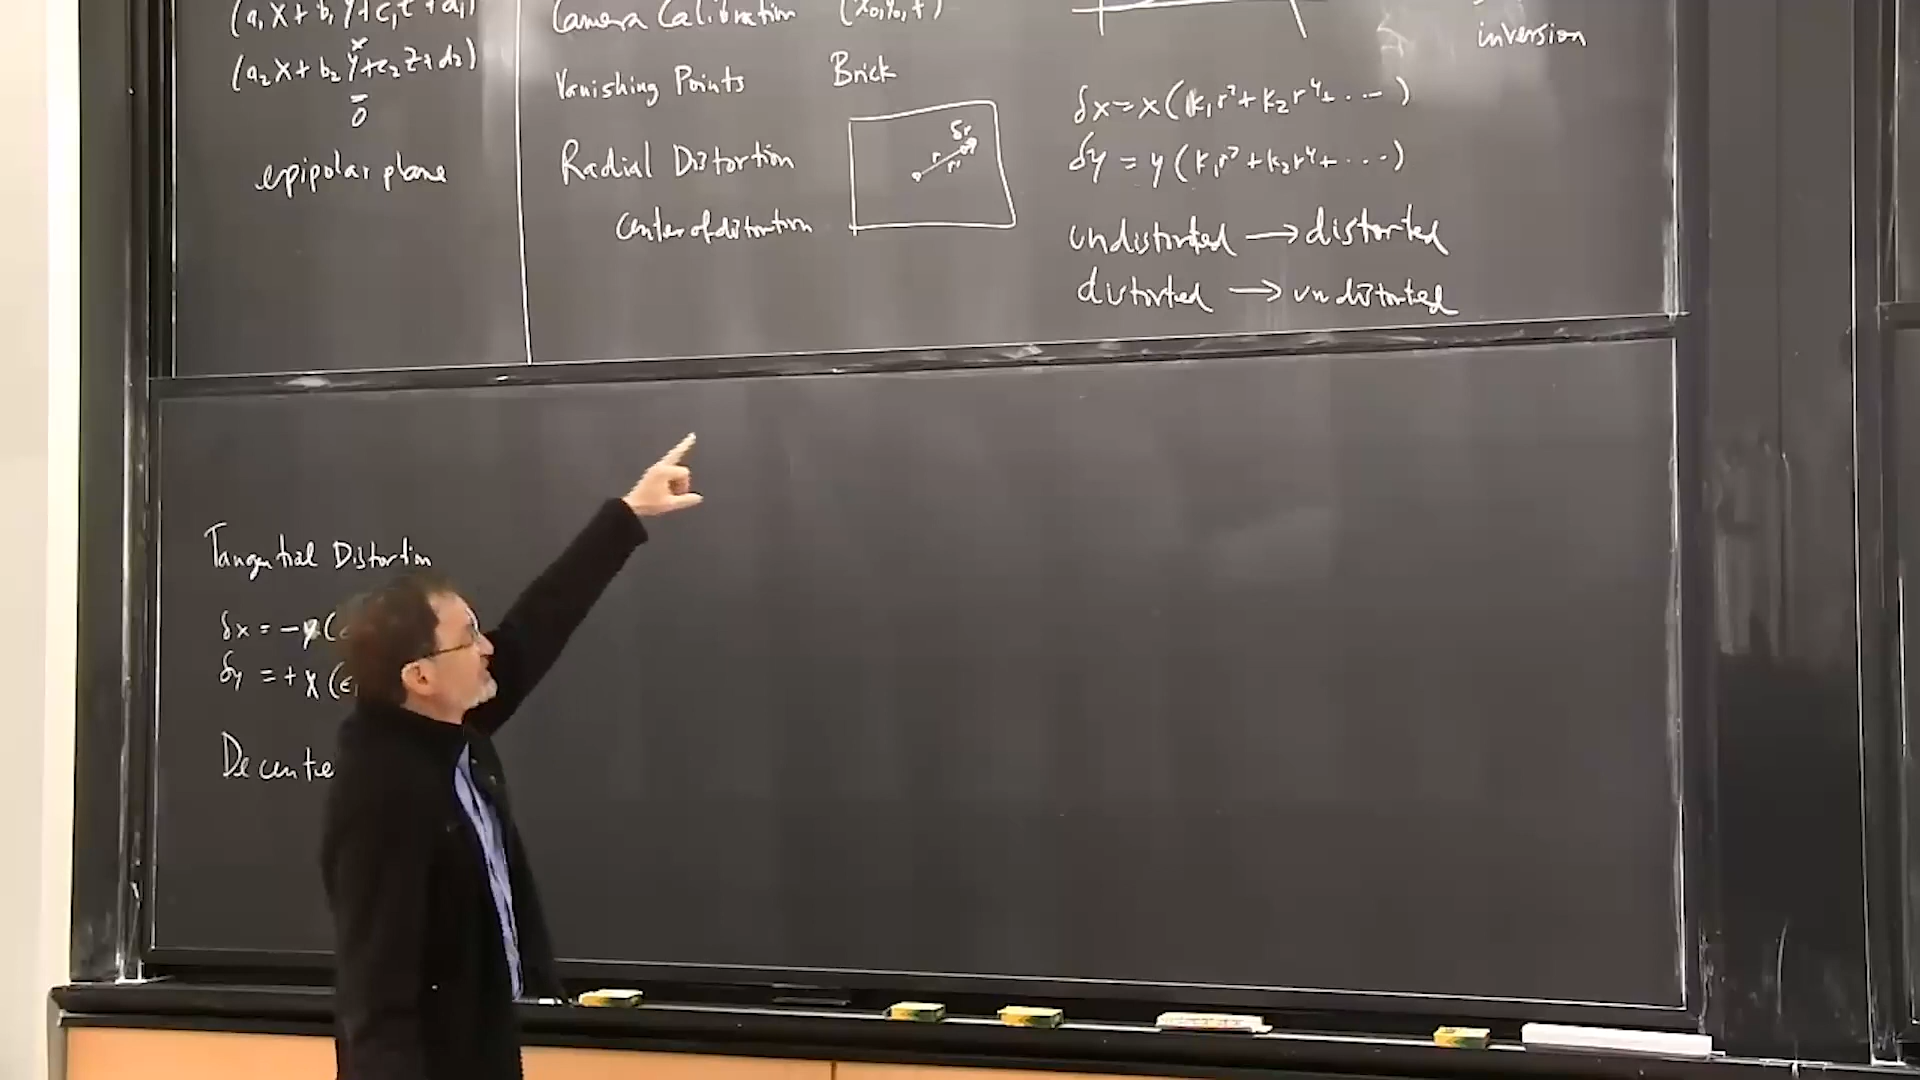 (a₁X + b₁Y + c₁Z + d₁)
(a₂X + b₂Y + c₂Z + d₂)
=
0
epipolar plane
Camera Calibration (x₀, y₀, f)
Vanishing Points Brick
Radial Distortion
center of distortion
δr
r
r'
inversion
δx = x(k₁r² + k₂r⁴ + ···)
δy = y(k₁r² + k₂r⁴ + ···)
undistorted → distorted
distorted → undistorted
Tangential Distortion
δx = -y(ε
δy = +x(ε₁
Decente